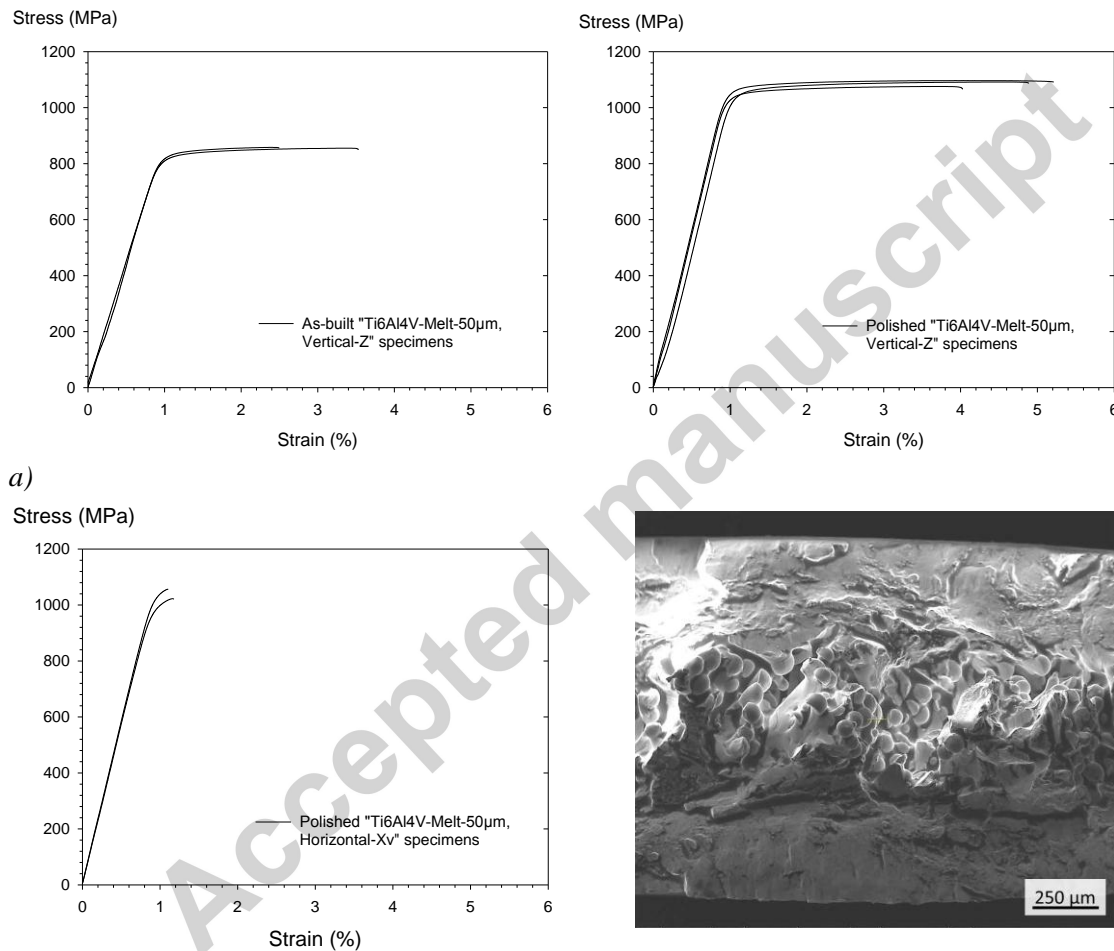 Stress (MPa)
1200
1000
800
600
400
200
0
0 1 2 3 4 5 6
Strain (%)
As-built "Ti6Al4V-Melt-50µm,
Vertical-Z" specimens
Stress (MPa)
1200
1000
800
600
400
200
0
0 1 2 3 4 5 6
Strain (%)
Polished "Ti6Al4V-Melt-50µm,
Vertical-Z" specimens
a)
Stress (MPa)
1200
1000
800
600
400
200
0
0 1 2 3 4 5 6
Strain (%)
Polished "Ti6Al4V-Melt-50µm,
Horizontal-Xv" specimens
250 µm
Accepted manuscript